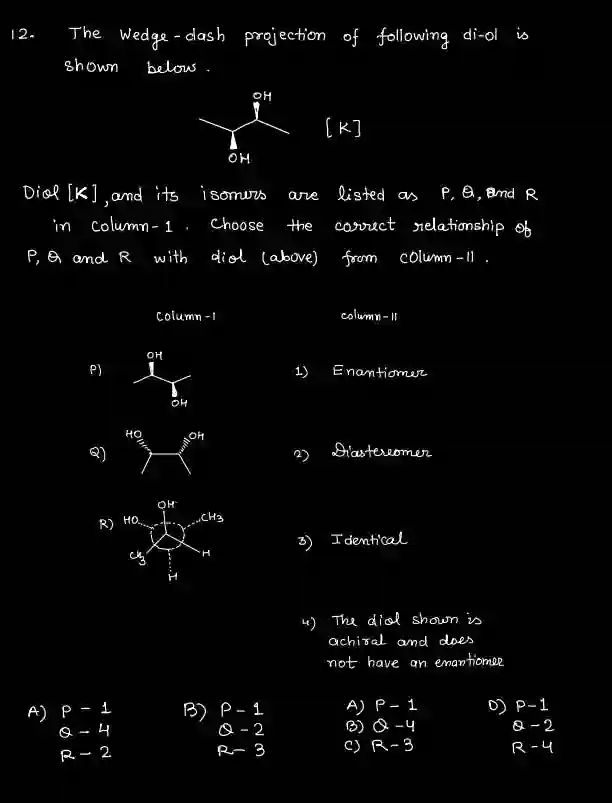 12. The Wedge-dash projection of following di-ol is
shown below.
OH
[K]
OH
Diol [K], and its isomers are listed as P, Q, and R
in column-1. Choose the correct relationship of
P, Q and R with diol (above) from column-II.
Column-I column-II
OH
P) 1) Enantiomer
OH
HO OH
Q) 2) Diastereomer
OH
R) HO CH3
3) Identical
CH3 H
H
4) The diol shown is
achiral and does
not have an enantiomer
A) P - 1 B) P - 1 A) P - 1 D) P-1
Q - 4 Q - 2 B) Q - 4 Q - 2
R - 2 R - 3 C) R - 3 R - 4